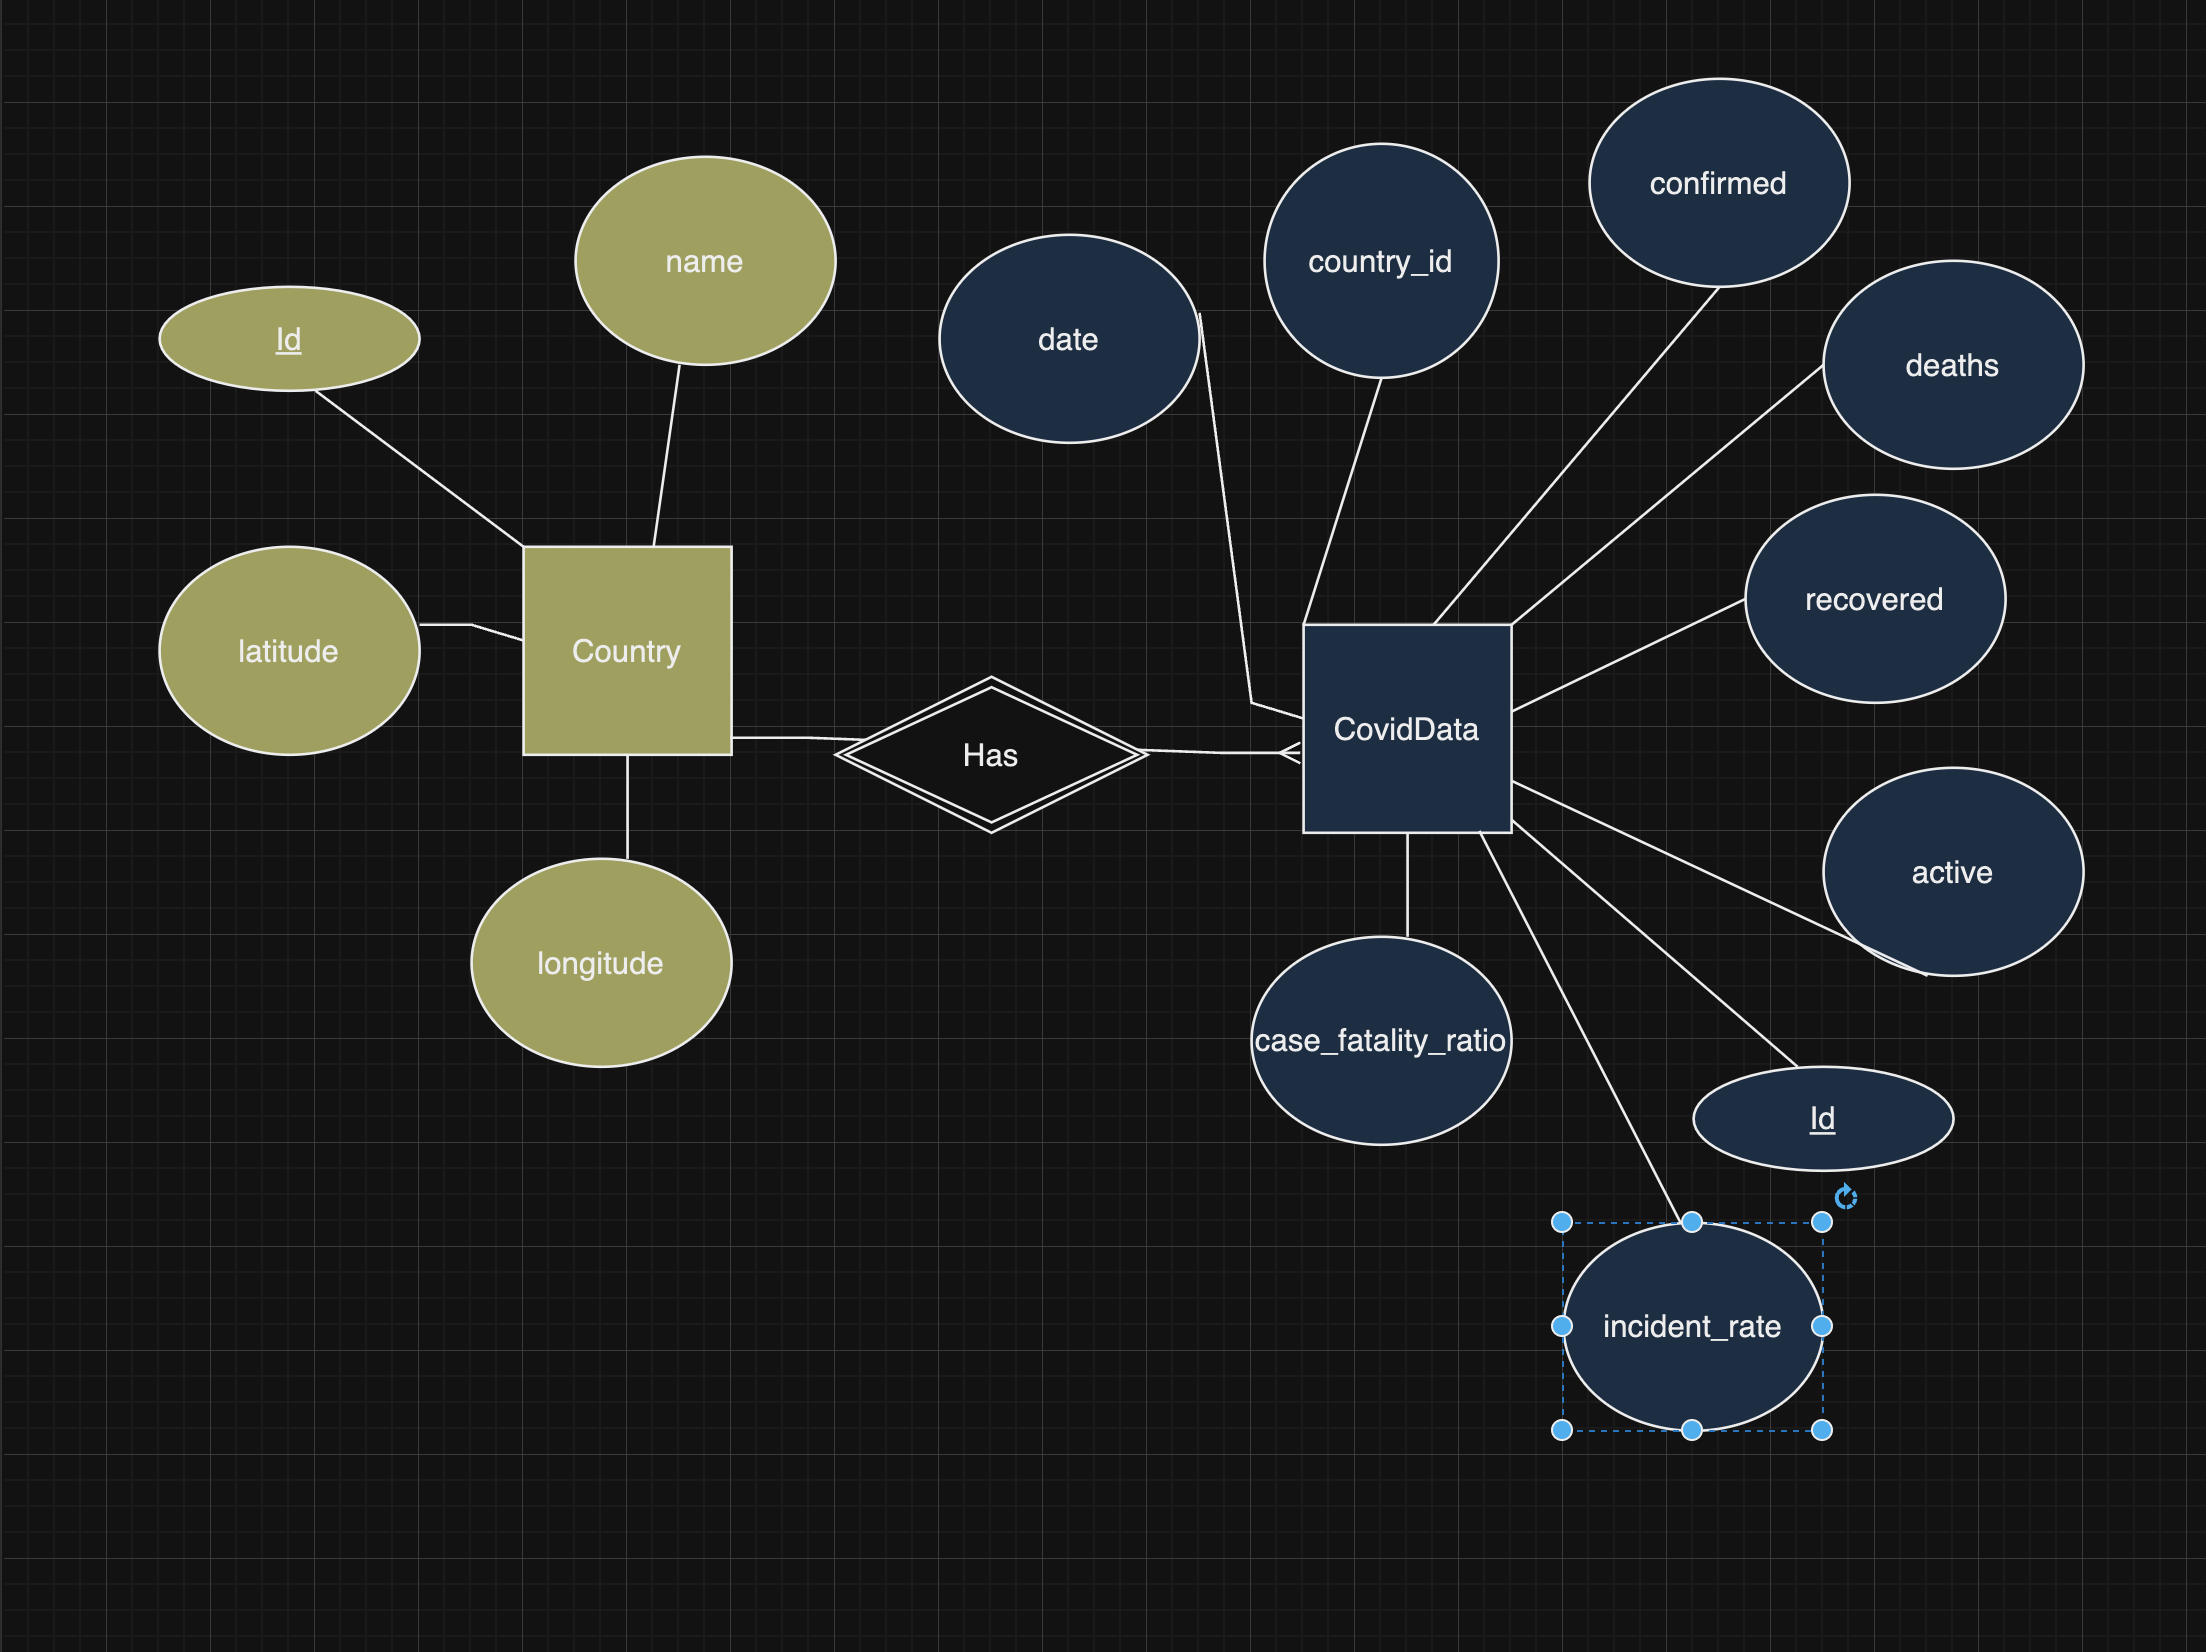 confirmed
name
country_id
date
Id
deaths
recovered
latitude
Country
CovidData
Has
active
longitude
case_fatality_ratio
Id
incident_rate